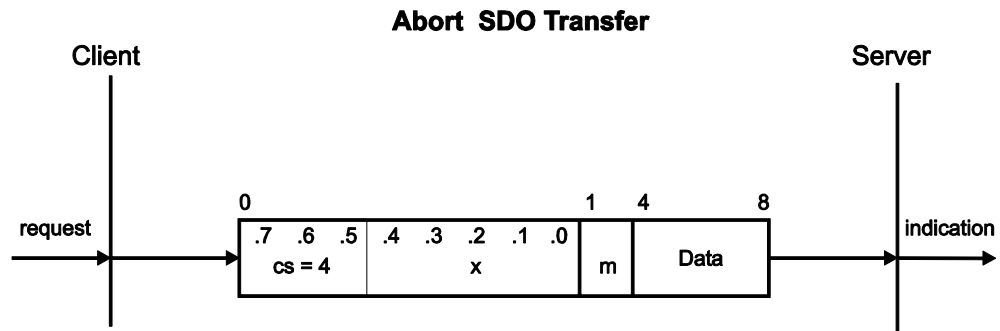 Abort SDO Transfer
Client
Server
0 1 4 8
request
.7 .6 .5 .4 .3 .2 .1 .0
indication
cs = 4 x m Data